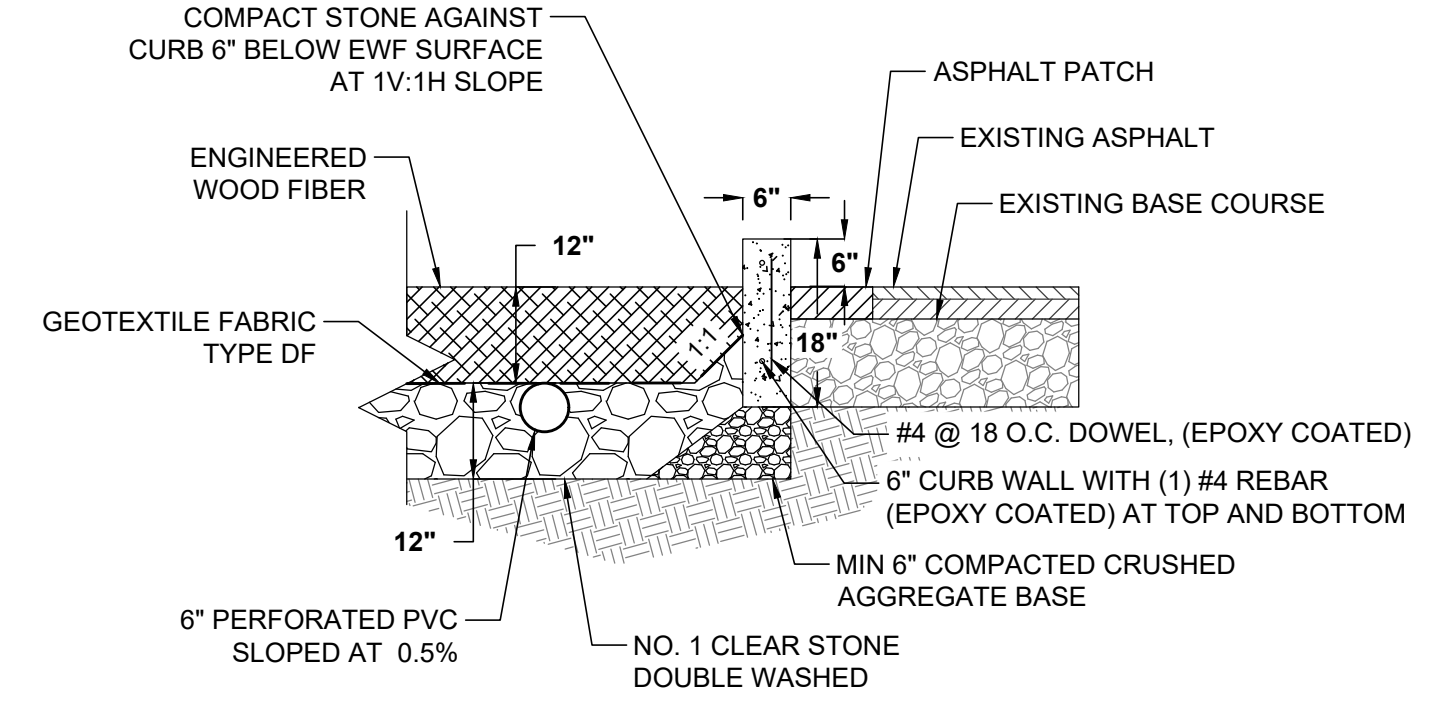 COMPACT STONE AGAINST
CURB 6" BELOW EWF SURFACE
AT 1V:1H SLOPE
ASPHALT PATCH
EXISTING ASPHALT
ENGINEERED
WOOD FIBER
EXISTING BASE COURSE
6"
12"
6"
GEOTEXTILE FABRIC
TYPE DF
1:1
18"
#4 @ 18 O.C. DOWEL, (EPOXY COATED)
6" CURB WALL WITH (1) #4 REBAR
(EPOXY COATED) AT TOP AND BOTTOM
12"
MIN 6" COMPACTED CRUSHED
AGGREGATE BASE
6" PERFORATED PVC
SLOPED AT 0.5%
NO. 1 CLEAR STONE
DOUBLE WASHED